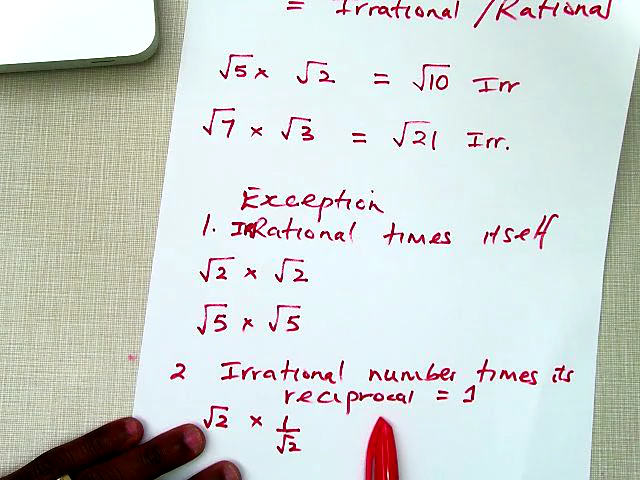 = Irrational / Rational
√5 × √2 = √10 Irr
√7 × √3 = √21 Irr.
Exception
1. IRRational times itself
√2 × √2
√5 × √5
2 Irrational number times its
reciprocal = 1
√2 × 1/√2